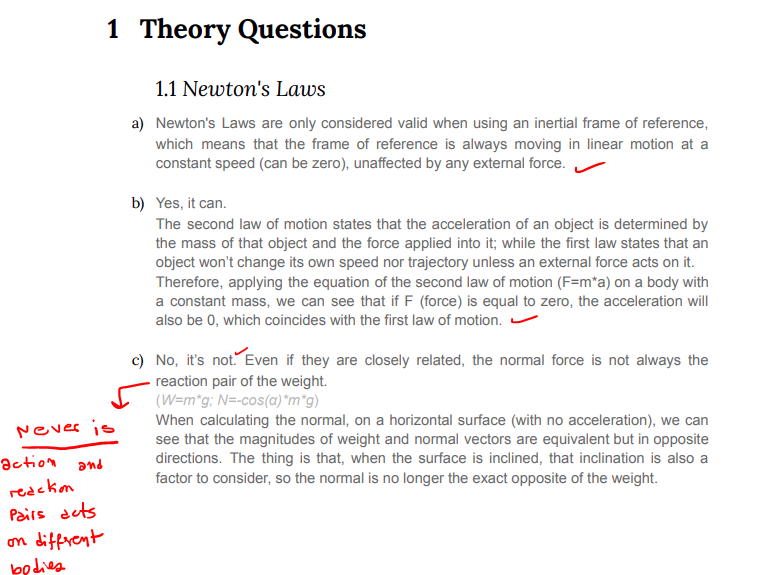 1 Theory Questions
1.1 Newton's Laws
a) Newton's Laws are only considered valid when using an inertial frame of reference,
which means that the frame of reference is always moving in linear motion at a
constant speed (can be zero), unaffected by any external force.
b) Yes, it can.
The second law of motion states that the acceleration of an object is determined by
the mass of that object and the force applied into it; while the first law states that an
object won't change its own speed nor trajectory unless an external force acts on it.
Therefore, applying the equation of the second law of motion (F=m*a) on a body with
a constant mass, we can see that if F (force) is equal to zero, the acceleration will
also be 0, which coincides with the first law of motion.
c) No, it's not. Even if they are closely related, the normal force is not always the
reaction pair of the weight.
(W=m*g; N=-cos(α)*m*g)
When calculating the normal, on a horizontal surface (with no acceleration), we can
see that the magnitudes of weight and normal vectors are equivalent but in opposite
directions. The thing is that, when the surface is inclined, that inclination is also a
factor to consider, so the normal is no longer the exact opposite of the weight.
Never is
action and
reaction
Pairs acts
on different
bodies